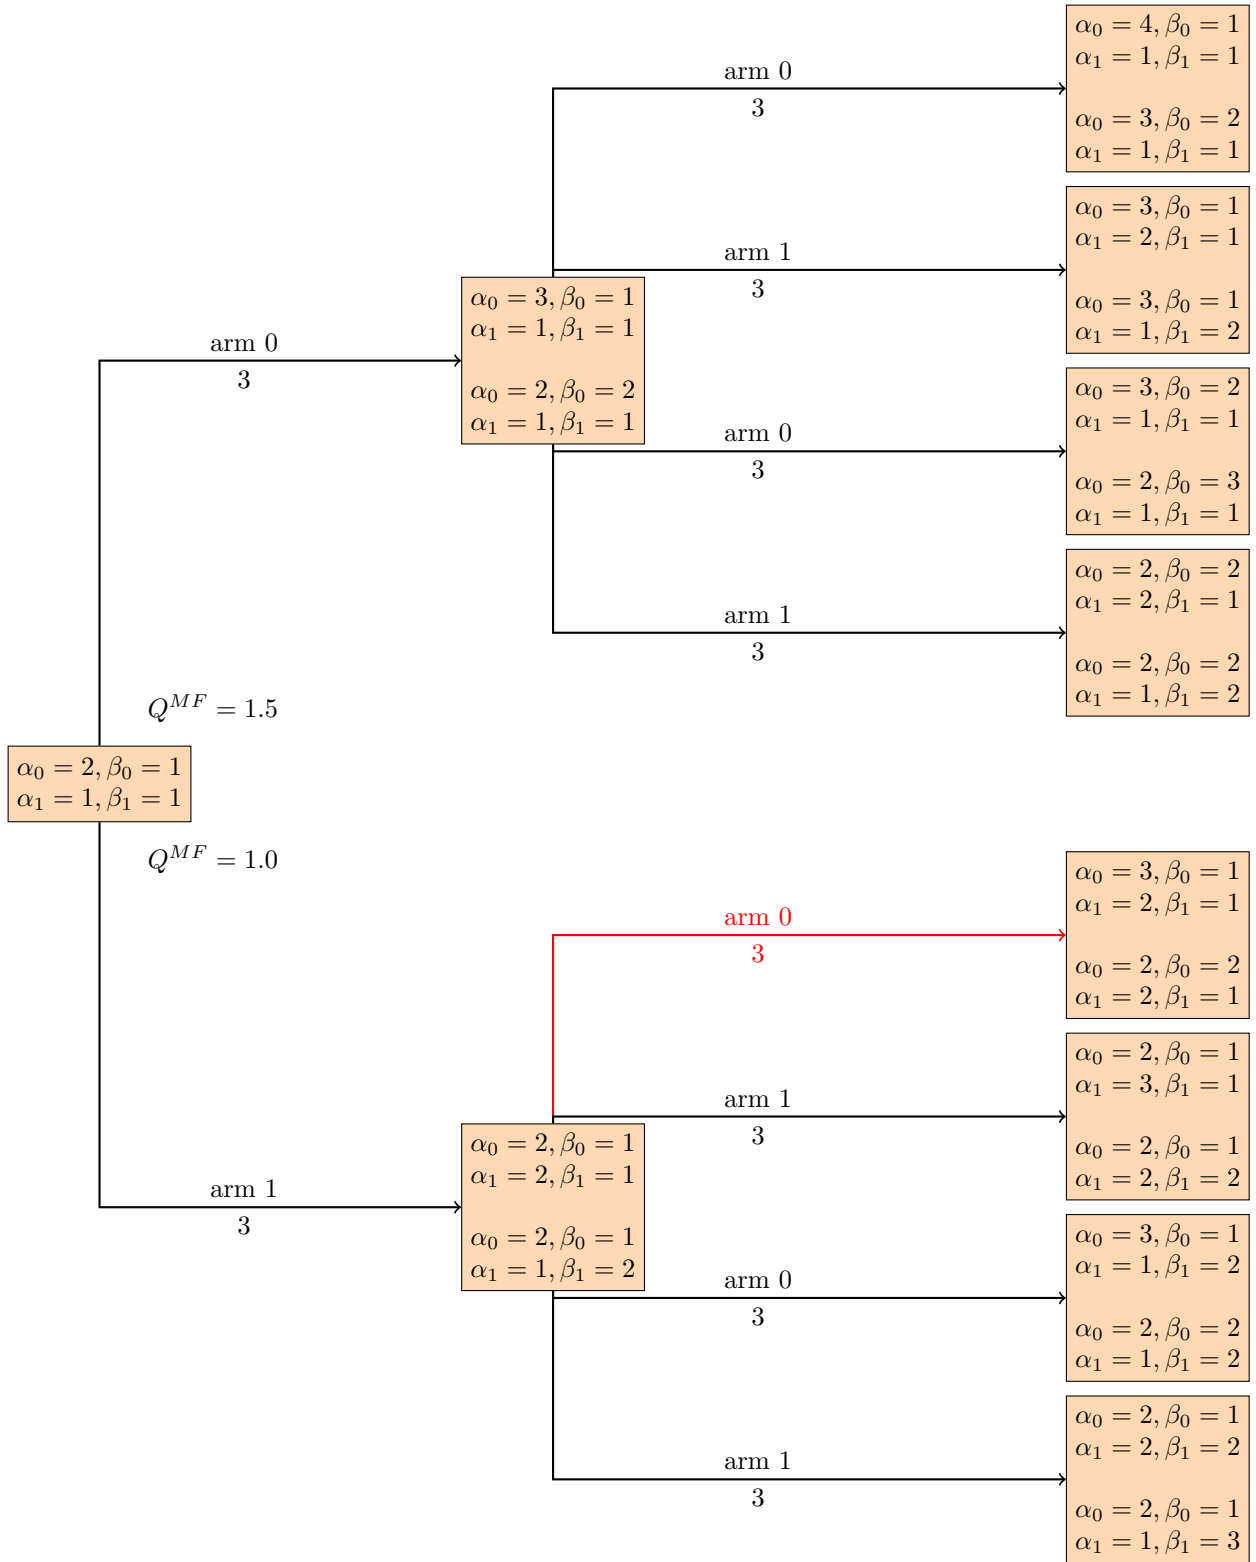 α₀ = 4, β₀ = 1
α₁ = 1, β₁ = 1
α₀ = 3, β₀ = 2
α₁ = 1, β₁ = 1
arm 0
3
α₀ = 3, β₀ = 1
α₁ = 2, β₁ = 1
α₀ = 3, β₀ = 1
α₁ = 1, β₁ = 2
arm 1
3
α₀ = 3, β₀ = 1
α₁ = 1, β₁ = 1
α₀ = 2, β₀ = 2
α₁ = 1, β₁ = 1
arm 0
3
α₀ = 3, β₀ = 2
α₁ = 1, β₁ = 1
α₀ = 2, β₀ = 3
α₁ = 1, β₁ = 1
arm 0
3
α₀ = 2, β₀ = 2
α₁ = 2, β₁ = 1
α₀ = 2, β₀ = 2
α₁ = 1, β₁ = 2
arm 1
3
Q^{MF} = 1.5
α₀ = 2, β₀ = 1
α₁ = 1, β₁ = 1
Q^{MF} = 1.0
α₀ = 3, β₀ = 1
α₁ = 2, β₁ = 1
α₀ = 2, β₀ = 2
α₁ = 2, β₁ = 1
arm 0
3
α₀ = 2, β₀ = 1
α₁ = 3, β₁ = 1
α₀ = 2, β₀ = 1
α₁ = 2, β₁ = 2
arm 1
3
α₀ = 2, β₀ = 1
α₁ = 2, β₁ = 1
α₀ = 2, β₀ = 1
α₁ = 1, β₁ = 2
arm 1
3
α₀ = 3, β₀ = 1
α₁ = 1, β₁ = 2
α₀ = 2, β₀ = 2
α₁ = 1, β₁ = 2
arm 0
3
α₀ = 2, β₀ = 1
α₁ = 2, β₁ = 2
α₀ = 2, β₀ = 1
α₁ = 1, β₁ = 3
arm 1
3